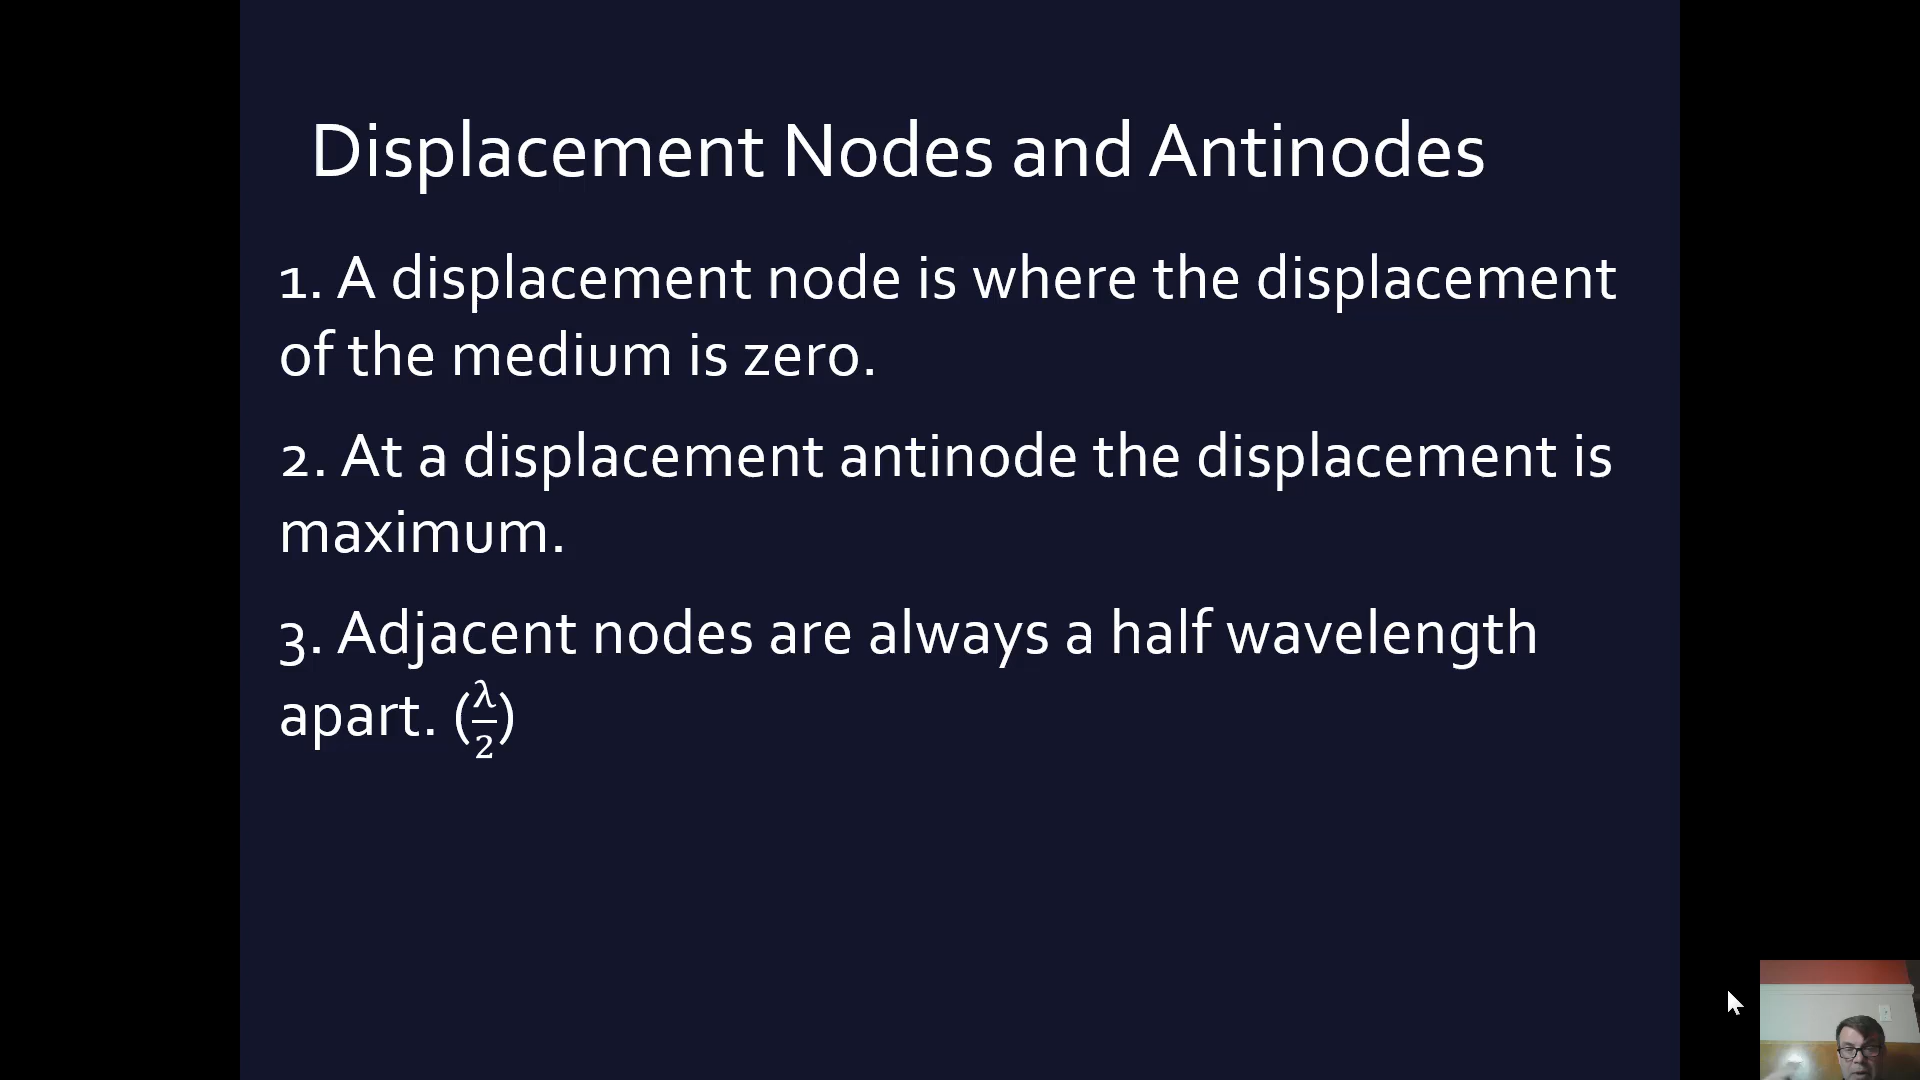 Displacement Nodes and Antinodes
1. A displacement node is where the displacement
of the medium is zero.
2. At a displacement antinode the displacement is
maximum.
3. Adjacent nodes are always a half wavelength
apart. (λ/2)